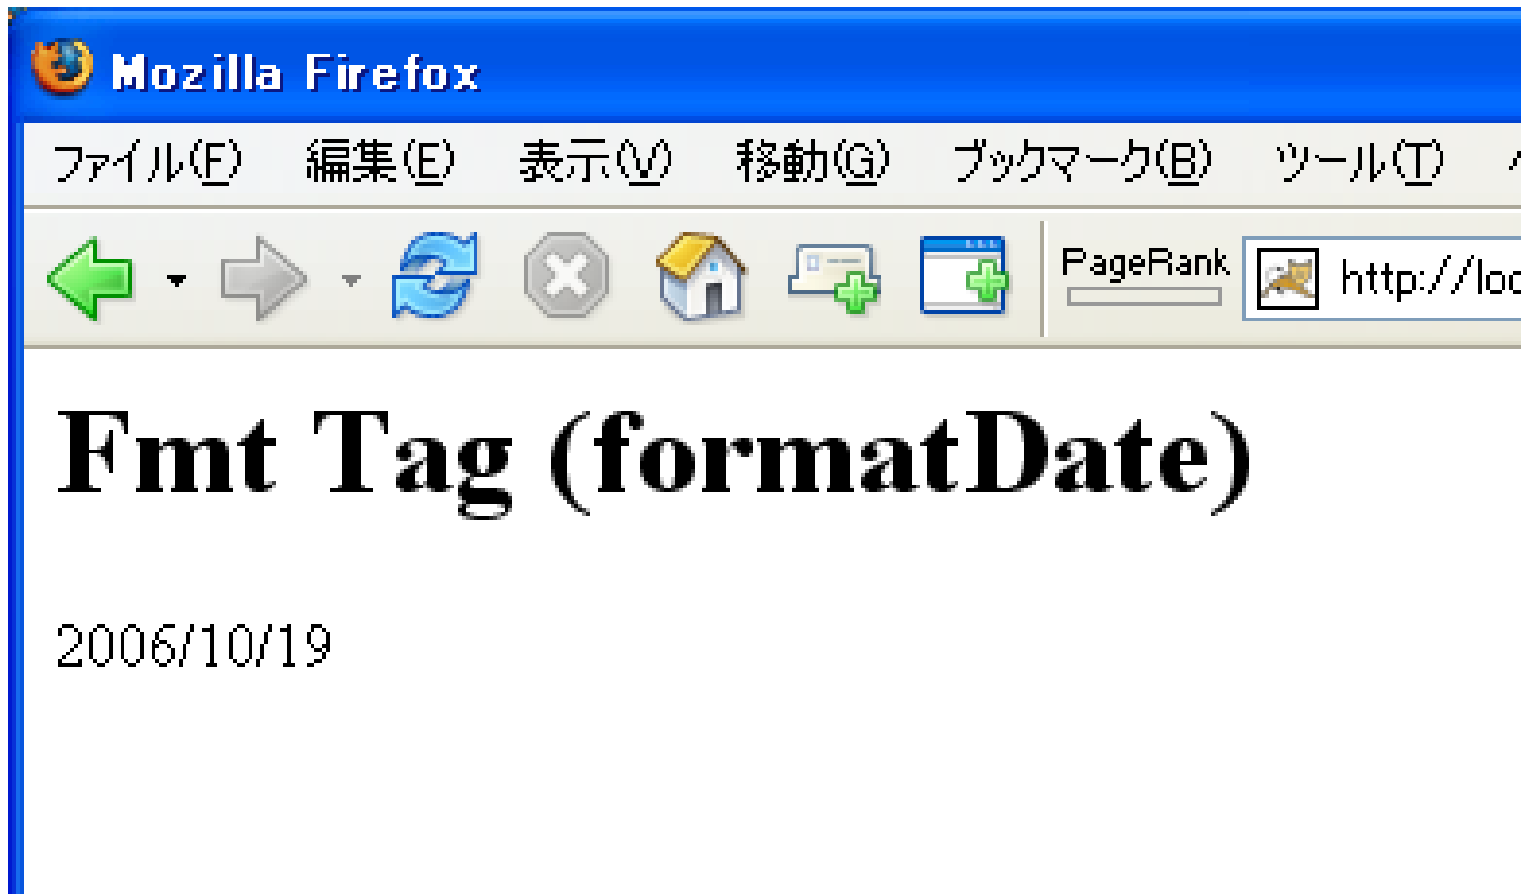 Mozilla Firefox
ファイル(F) 編集(E) 表示(V) 移動(G) ブックマーク(B) ツール(T)
PageRank http://loc
Fmt Tag (formatDate)
2006/10/19